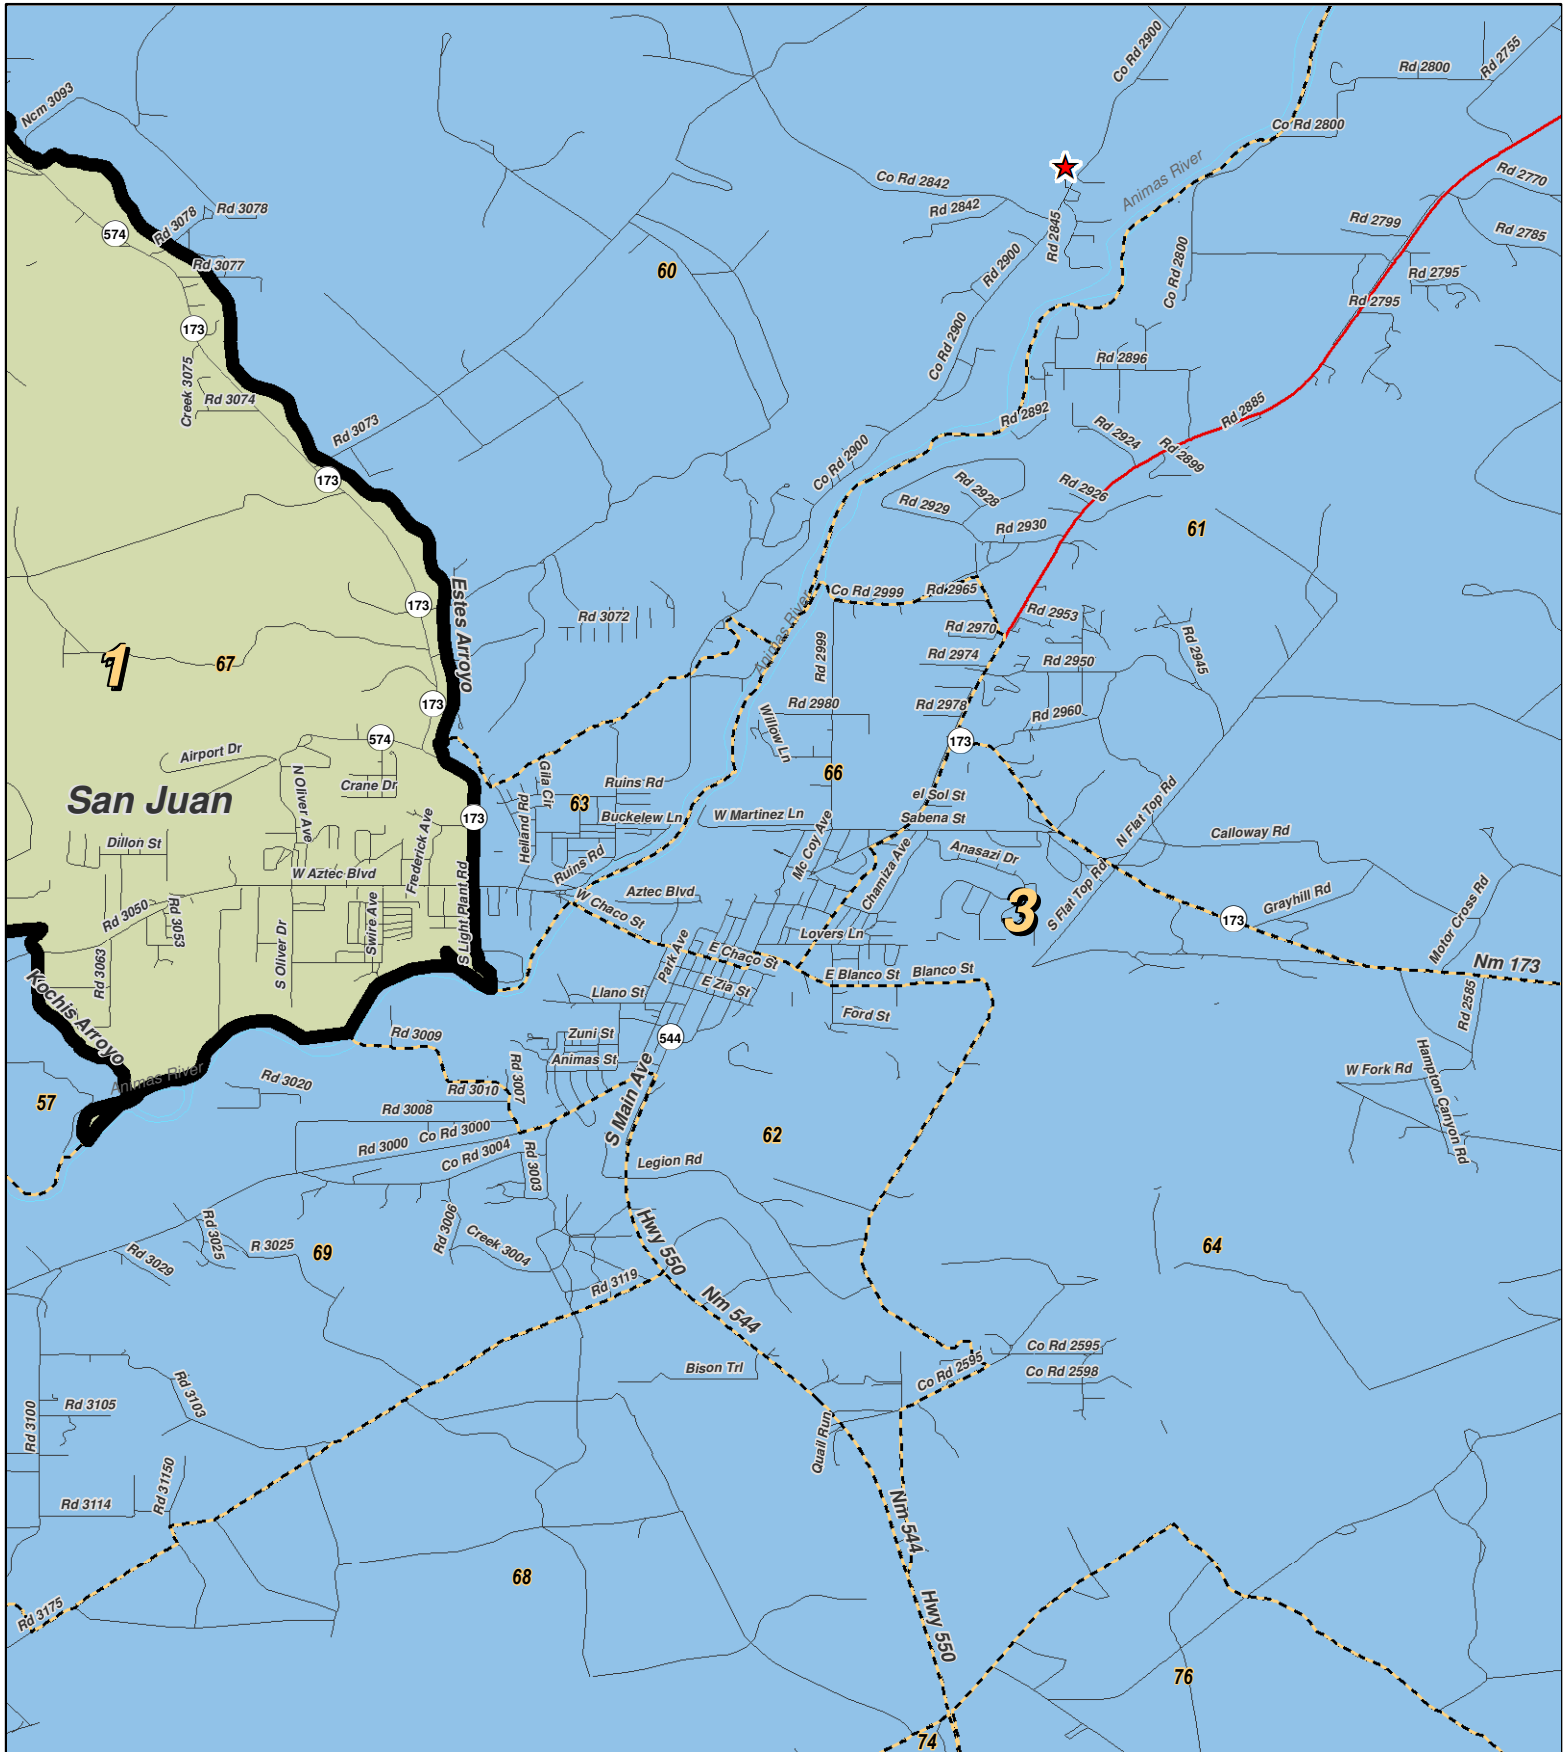 Co Rd 2900
Rd 2755
Rd 2800
Ncm 3093
Co Rd 2800
Animas River
Rd 2770
Co Rd 2842
Rd 2842
Rd 3078
Rd 3078
574
Rd 2845
Rd 2799
Rd 2785
Rd 3077
60
Rd 2900
Co Rd 2800
Rd 2795
Rd 2795
173
Co Rd 2900
Rd 2896
Creek 3075
Rd 3074
Rd 3073
Rd 2892
Rd 2885
Rd 2924
Rd 2899
173
Co Rd 2900
Rd 2928
Rd 2926
Rd 2929
Rd 2930
61
Estes Arroyo
173
Co Rd 2999
Rd 2965
Rd 3072
Animas River
Rd 2953
Rd 2970
Rd 2999
Rd 2974
Rd 2950
Rd 2945
1
67
173
Rd 2980
Rd 2978
Rd 2960
Willow Ln
574
173
Airport Dr
N Oliver Ave
Crane Dr
Gila Cir
Ruins Rd
66
63
San Juan
el Sol St
N Flat Top Rd
Heiland Rd
Buckelew Ln
W Martinez Ln
Sabena St
173
Frederick Ave
Calloway Rd
Dillon St
Mc Coy Ave
Anasazi Dr
Chamiza Ave
Ruins Rd
W Aztec Blvd
Aztec Blvd
W Chaco St
3
S Flat Top Rd
Grayhill Rd
173
Motor Cross Rd
Rd 3050
Rd 3053
Swire Ave
S Light Plant Rd
Lovers Ln
S Oliver Dr
Park Ave
E Chaco St
Rd 3063
E Blanco St
Blanco St
Nm 173
Kochis Arroyo
Llano St
E Zia St
Ford St
Rd 2585
Rd 3009
Zuni St
544
Animas St
Animas River
Rd 3020
Rd 3010
Rd 3007
W Fork Rd
Hampton Canyon Rd
57
Rd 3008
S Main Ave
62
Rd 3000
Co Rd 3000
Co Rd 3004
Rd 3003
Legion Rd
Rd 3025
R 3025
69
Rd 3006
Creek 3004
Hwy 550
64
Rd 3029
Rd 3119
Nm 544
Co Rd 2595
Co Rd 2595
Co Rd 2598
Bison Trl
Rd 3103
Rd 3105
Rd 3100
Quail Run
Rd 31150
Rd 3114
Nm 544
68
Rd 3175
Hwy 550
76
74